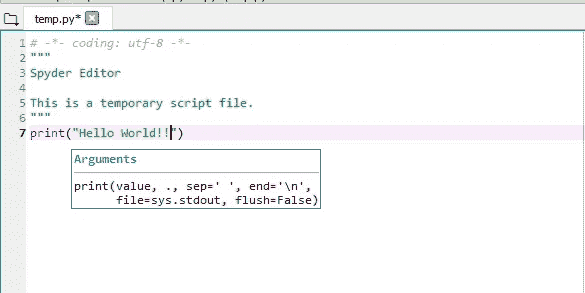 temp.py*
1 # -*- coding: utf-8 -*-
2 """
3 Spyder Editor
4
5 This is a temporary script file.
6 """
7 print("Hello World!!")
Arguments
print(value, ., sep=' ', end='\n',
file=sys.stdout, flush=False)